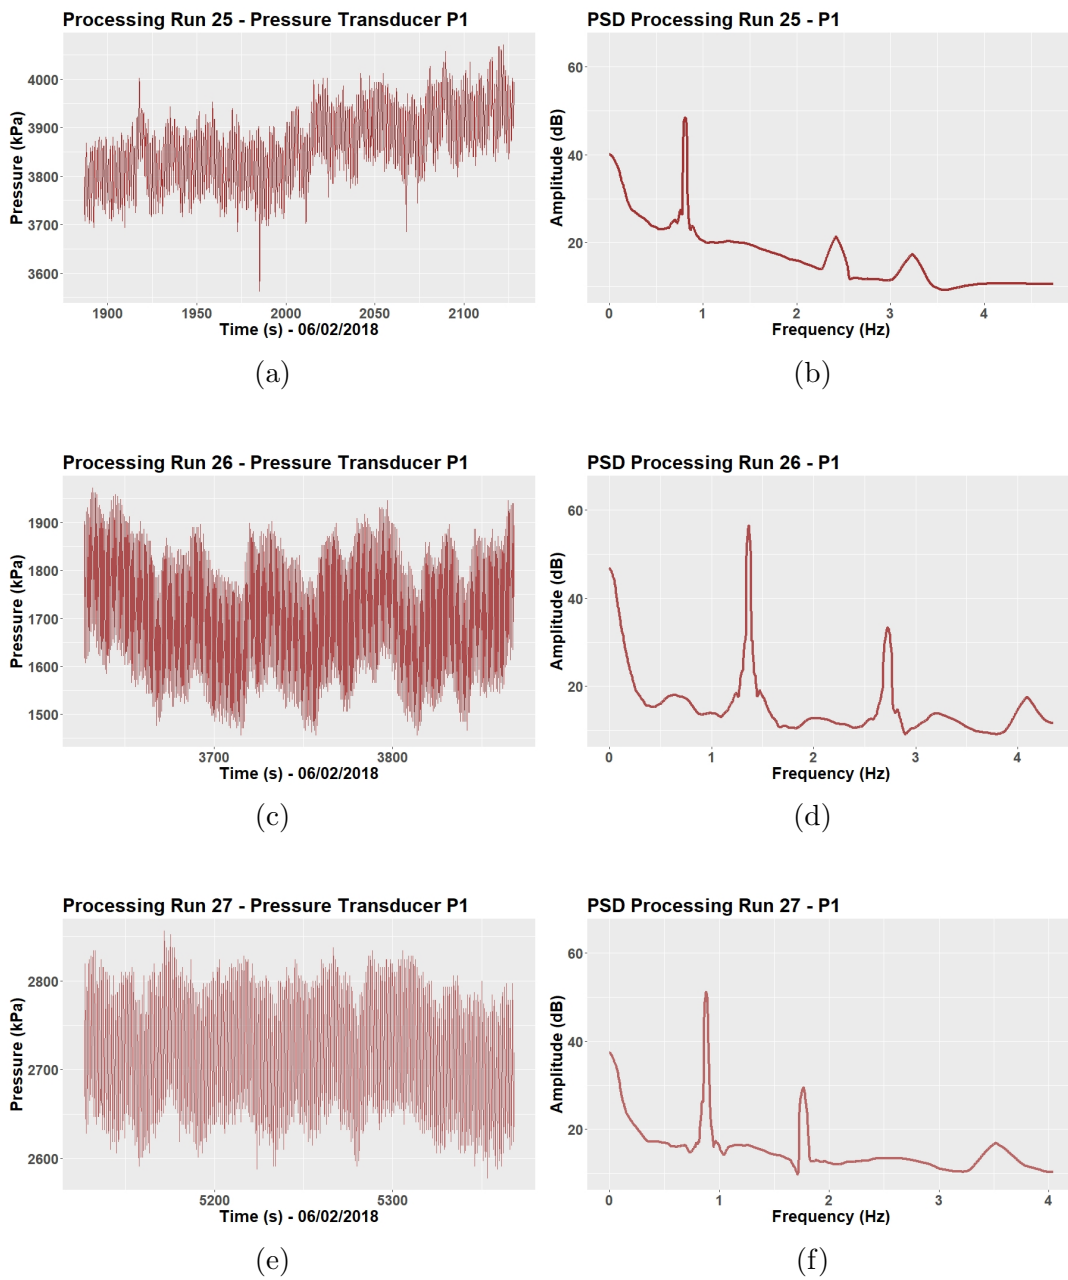 Processing Run 25 - Pressure Transducer P1
Pressure (kPa)
4000
3900
3800
3700
3600
1900 1950 2000 2050 2100
Time (s) - 06/02/2018
(a)
PSD Processing Run 25 - P1
Amplitude (dB)
60
40
20
0 1 2 3 4
Frequency (Hz)
(b)
Processing Run 26 - Pressure Transducer P1
Pressure (kPa)
1900
1800
1700
1600
1500
3700 3800
Time (s) - 06/02/2018
(c)
PSD Processing Run 26 - P1
Amplitude (dB)
60
40
20
0 1 2 3 4
Frequency (Hz)
(d)
Processing Run 27 - Pressure Transducer P1
Pressure (kPa)
2800
2700
2600
5200 5300
Time (s) - 06/02/2018
(e)
PSD Processing Run 27 - P1
Amplitude (dB)
60
40
20
0 1 2 3 4
Frequency (Hz)
(f)